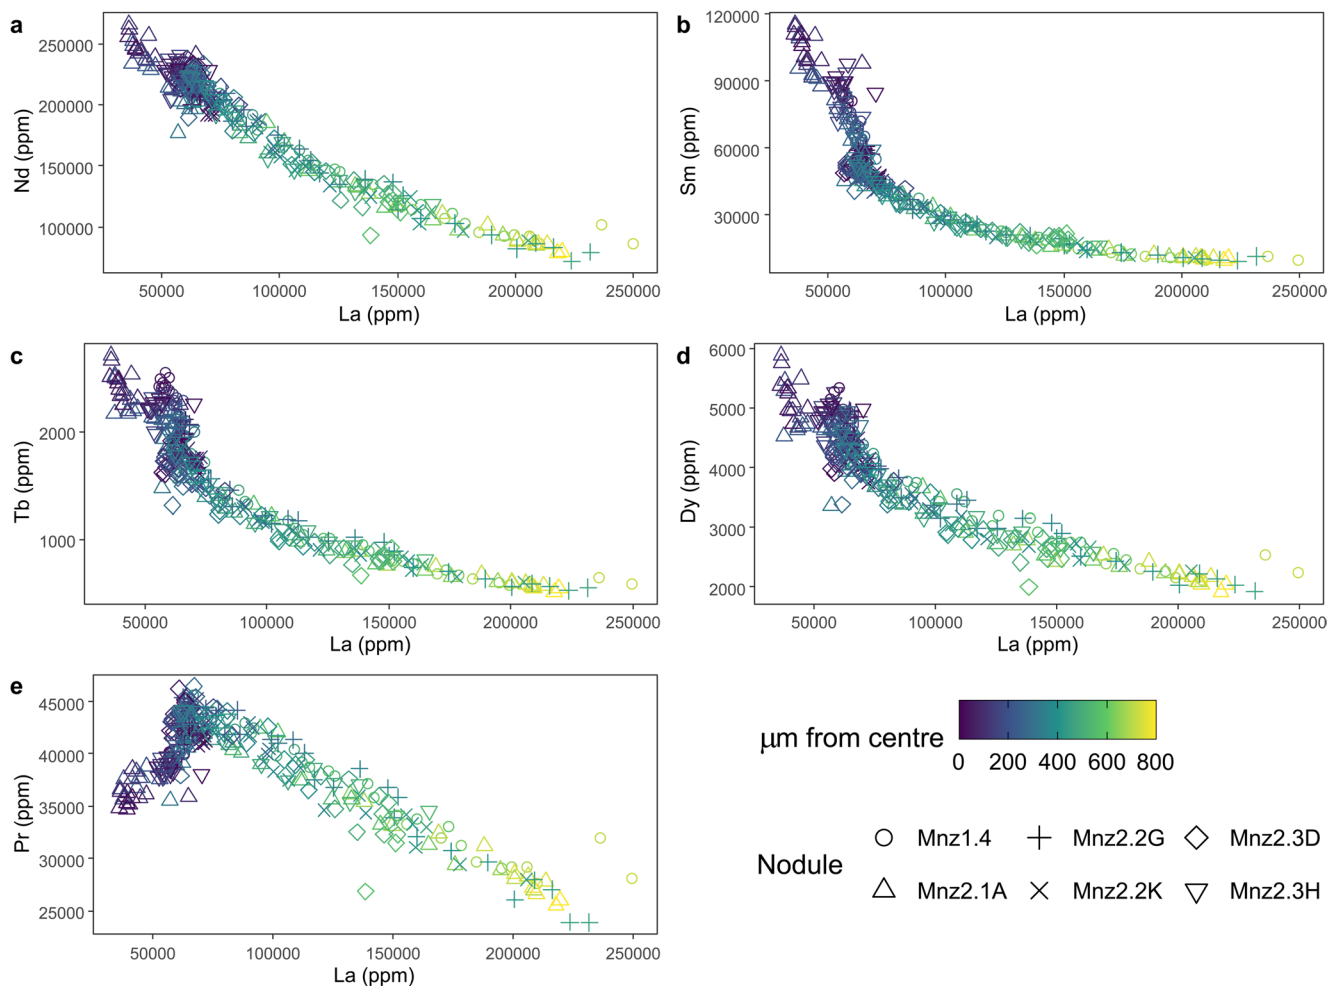 a
250000
200000
150000
100000
Nd (ppm)
50000 100000 150000 200000 250000
La (ppm)
b
120000
90000
60000
30000
Sm (ppm)
50000 100000 150000 200000 250000
La (ppm)
c
2000
1000
Tb (ppm)
50000 100000 150000 200000 250000
La (ppm)
d
6000
5000
4000
3000
2000
Dy (ppm)
50000 100000 150000 200000 250000
La (ppm)
e
45000
40000
35000
30000
25000
Pr (ppm)
50000 100000 150000 200000 250000
La (ppm)
μm from centre
0 200 400 600 800
Nodule
Mnz1.4 Mnz2.2G Mnz2.3D
Mnz2.1A Mnz2.2K Mnz2.3H